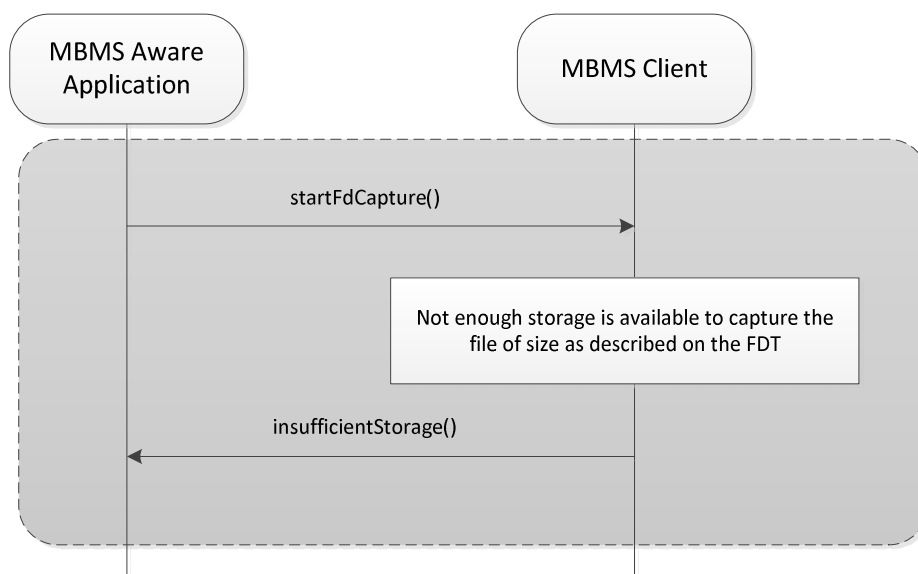 MBMS Aware
Application
MBMS Client
startFdCapture()
Not enough storage is available to capture the
file of size as described on the FDT
insufficientStorage()